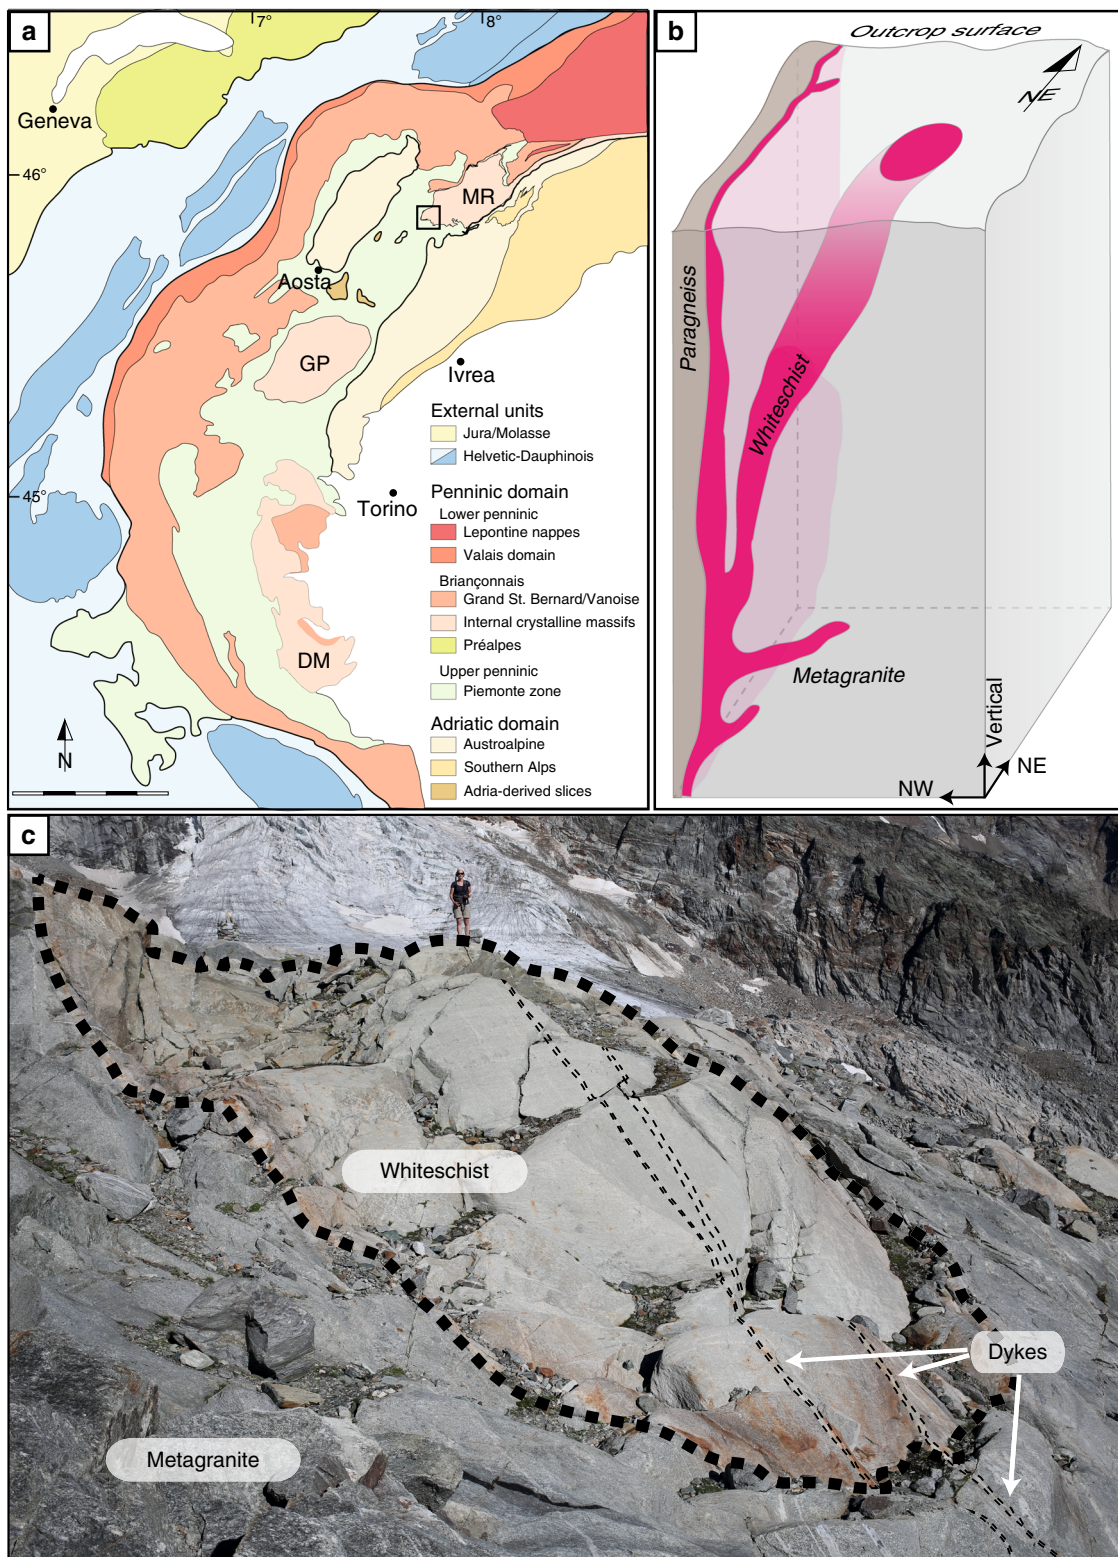 a
7°
8°
Geneva
46°
MR
Aosta
GP
Ivrea
45°
Torino
DM
N
External units
Jura/Molasse
Helvetic-Dauphinois
Penninic domain
Lower penninic
Lepontine nappes
Valais domain
Briançonnais
Grand St. Bernard/Vanoise
Internal crystalline massifs
Préalpes
Upper penninic
Piemonte zone
Adriatic domain
Austroalpine
Southern Alps
Adria-derived slices
b
Outcrop surface
NE
Paragneiss
Whiteschist
Metagranite
Vertical
NW
NE
c
Whiteschist
Dykes
Metagranite